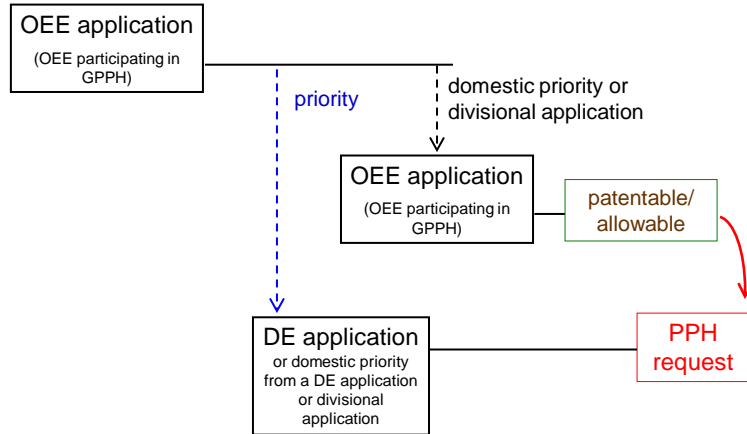 OEE application
(OEE participating in
GPPH)
priority
domestic priority or
divisional application
OEE application
(OEE participating in
GPPH)
patentable/
allowable
DE application
or domestic priority
from a DE application
or divisional
application
PPH
request